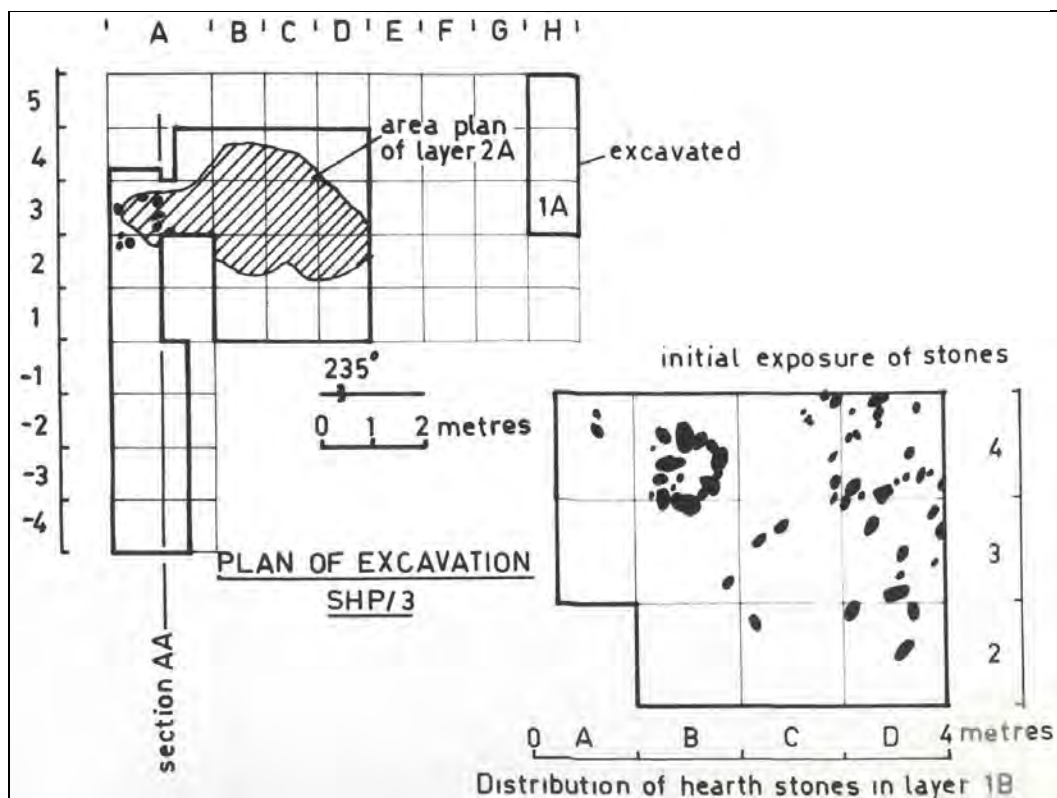 A B C D E F G H
5
4
3
2
1
-1
-2
-3
-4
area plan
of layer 2A
excavated
1A
235°
0 1 2 metres
PLAN OF EXCAVATION
SHP/3
section AA
initial exposure of stones
4
3
2
0 A B C D 4 metres
Distribution of hearth stones in layer 1B